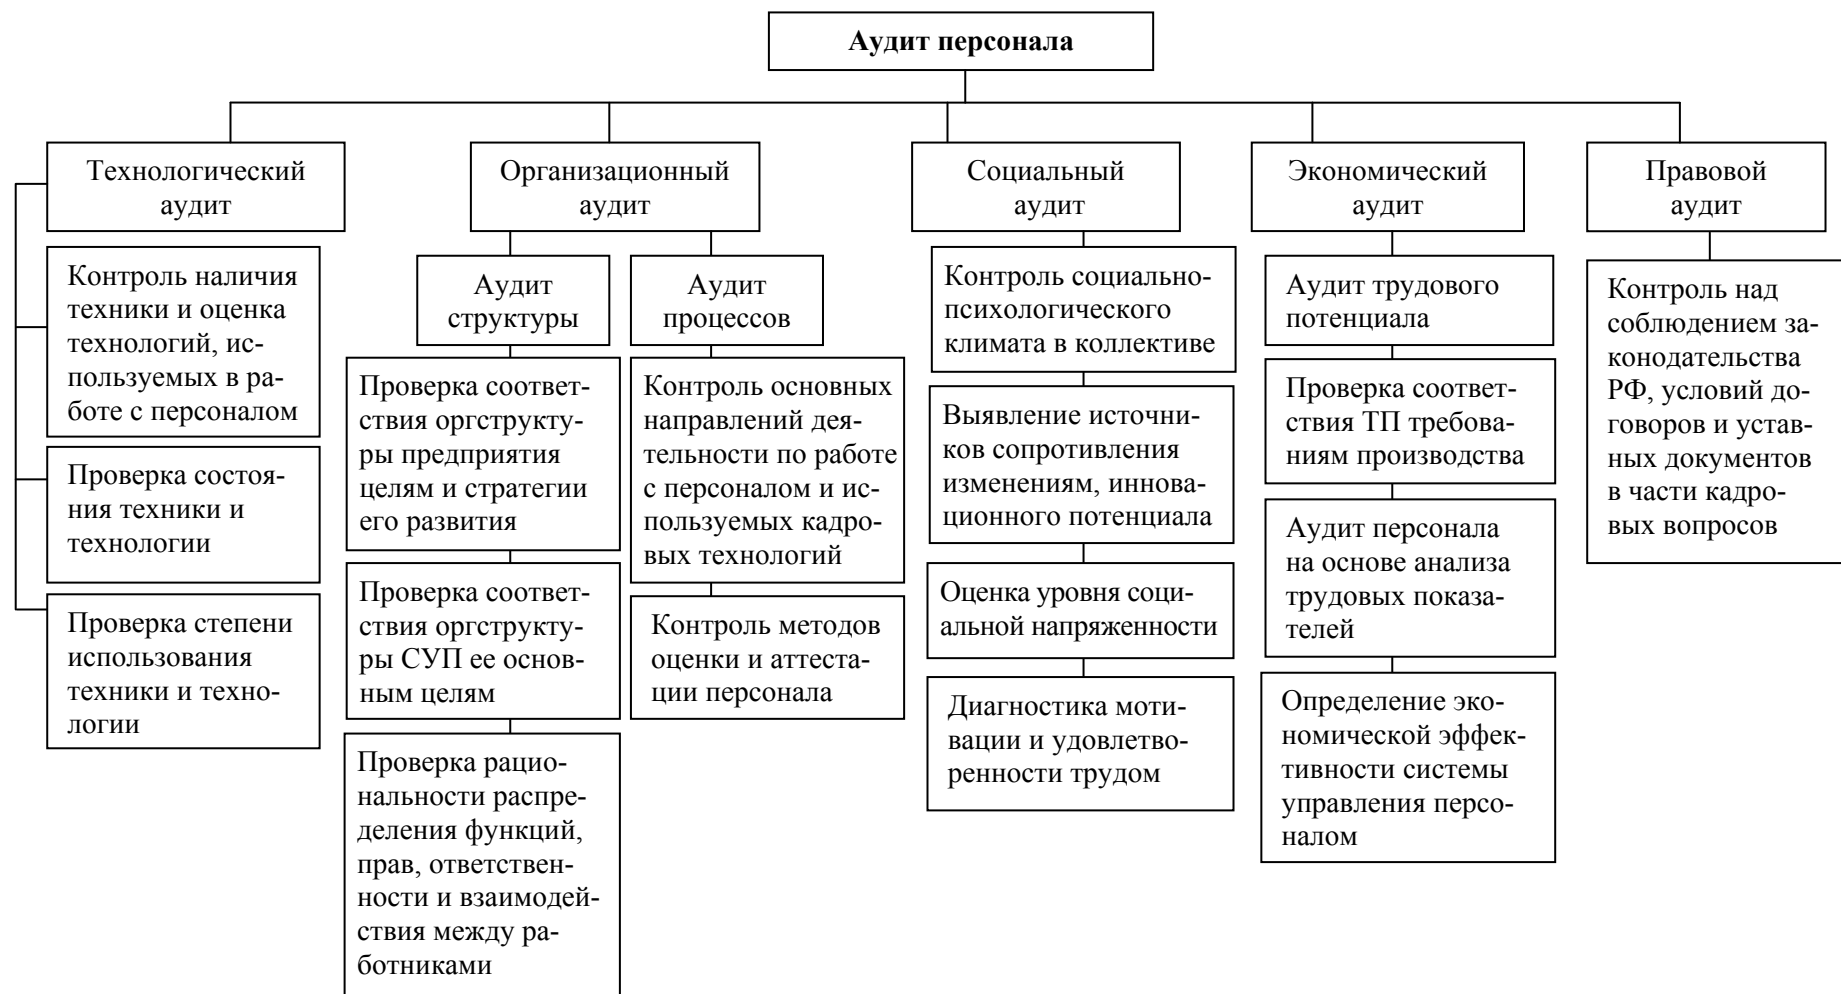 Аудит персонала
Технологический
аудит
Контроль наличия
техники и оценка
технологий, ис-
пользуемых в ра-
боте с персоналом
Проверка состоя-
ния техники и
технологии
Проверка степени
использования
техники и техно-
логии
Организационный
аудит
Аудит
структуры
Проверка соответ-
ствия оргструкту-
ры предприятия
целям и стратегии
его развития
Проверка соответ-
ствия оргструкту-
ры СУП ее основ-
ным целям
Проверка рацио-
нальности распре-
деления функций,
прав, ответствен-
ности и взаимодей-
ствия между ра-
ботниками
Аудит
процессов
Контроль основных
направлений дея-
тельности по работе
с персоналом и ис-
пользуемых кадро-
вых технологий
Контроль методов
оценки и аттеста-
ции персонала
Социальный
аудит
Контроль социально-
психологического
климата в коллективе
Выявление источни-
ков сопротивления
изменениям, иннова-
ционного потенциала
Оценка уровня соци-
альной напряженности
Диагностика моти-
вации и удовлетво-
ренности трудом
Экономический
аудит
Аудит трудового
потенциала
Проверка соответ-
ствия ТП требова-
ниям производства
Аудит персонала
на основе анализа
трудовых показа-
телей
Определение эко-
номической эффек-
тивности системы
управления персо-
налом
Правовой
аудит
Контроль над
соблюдением за-
конодательства
РФ, условий до-
говоров и устав-
ных документов
в части кадро-
вых вопросов